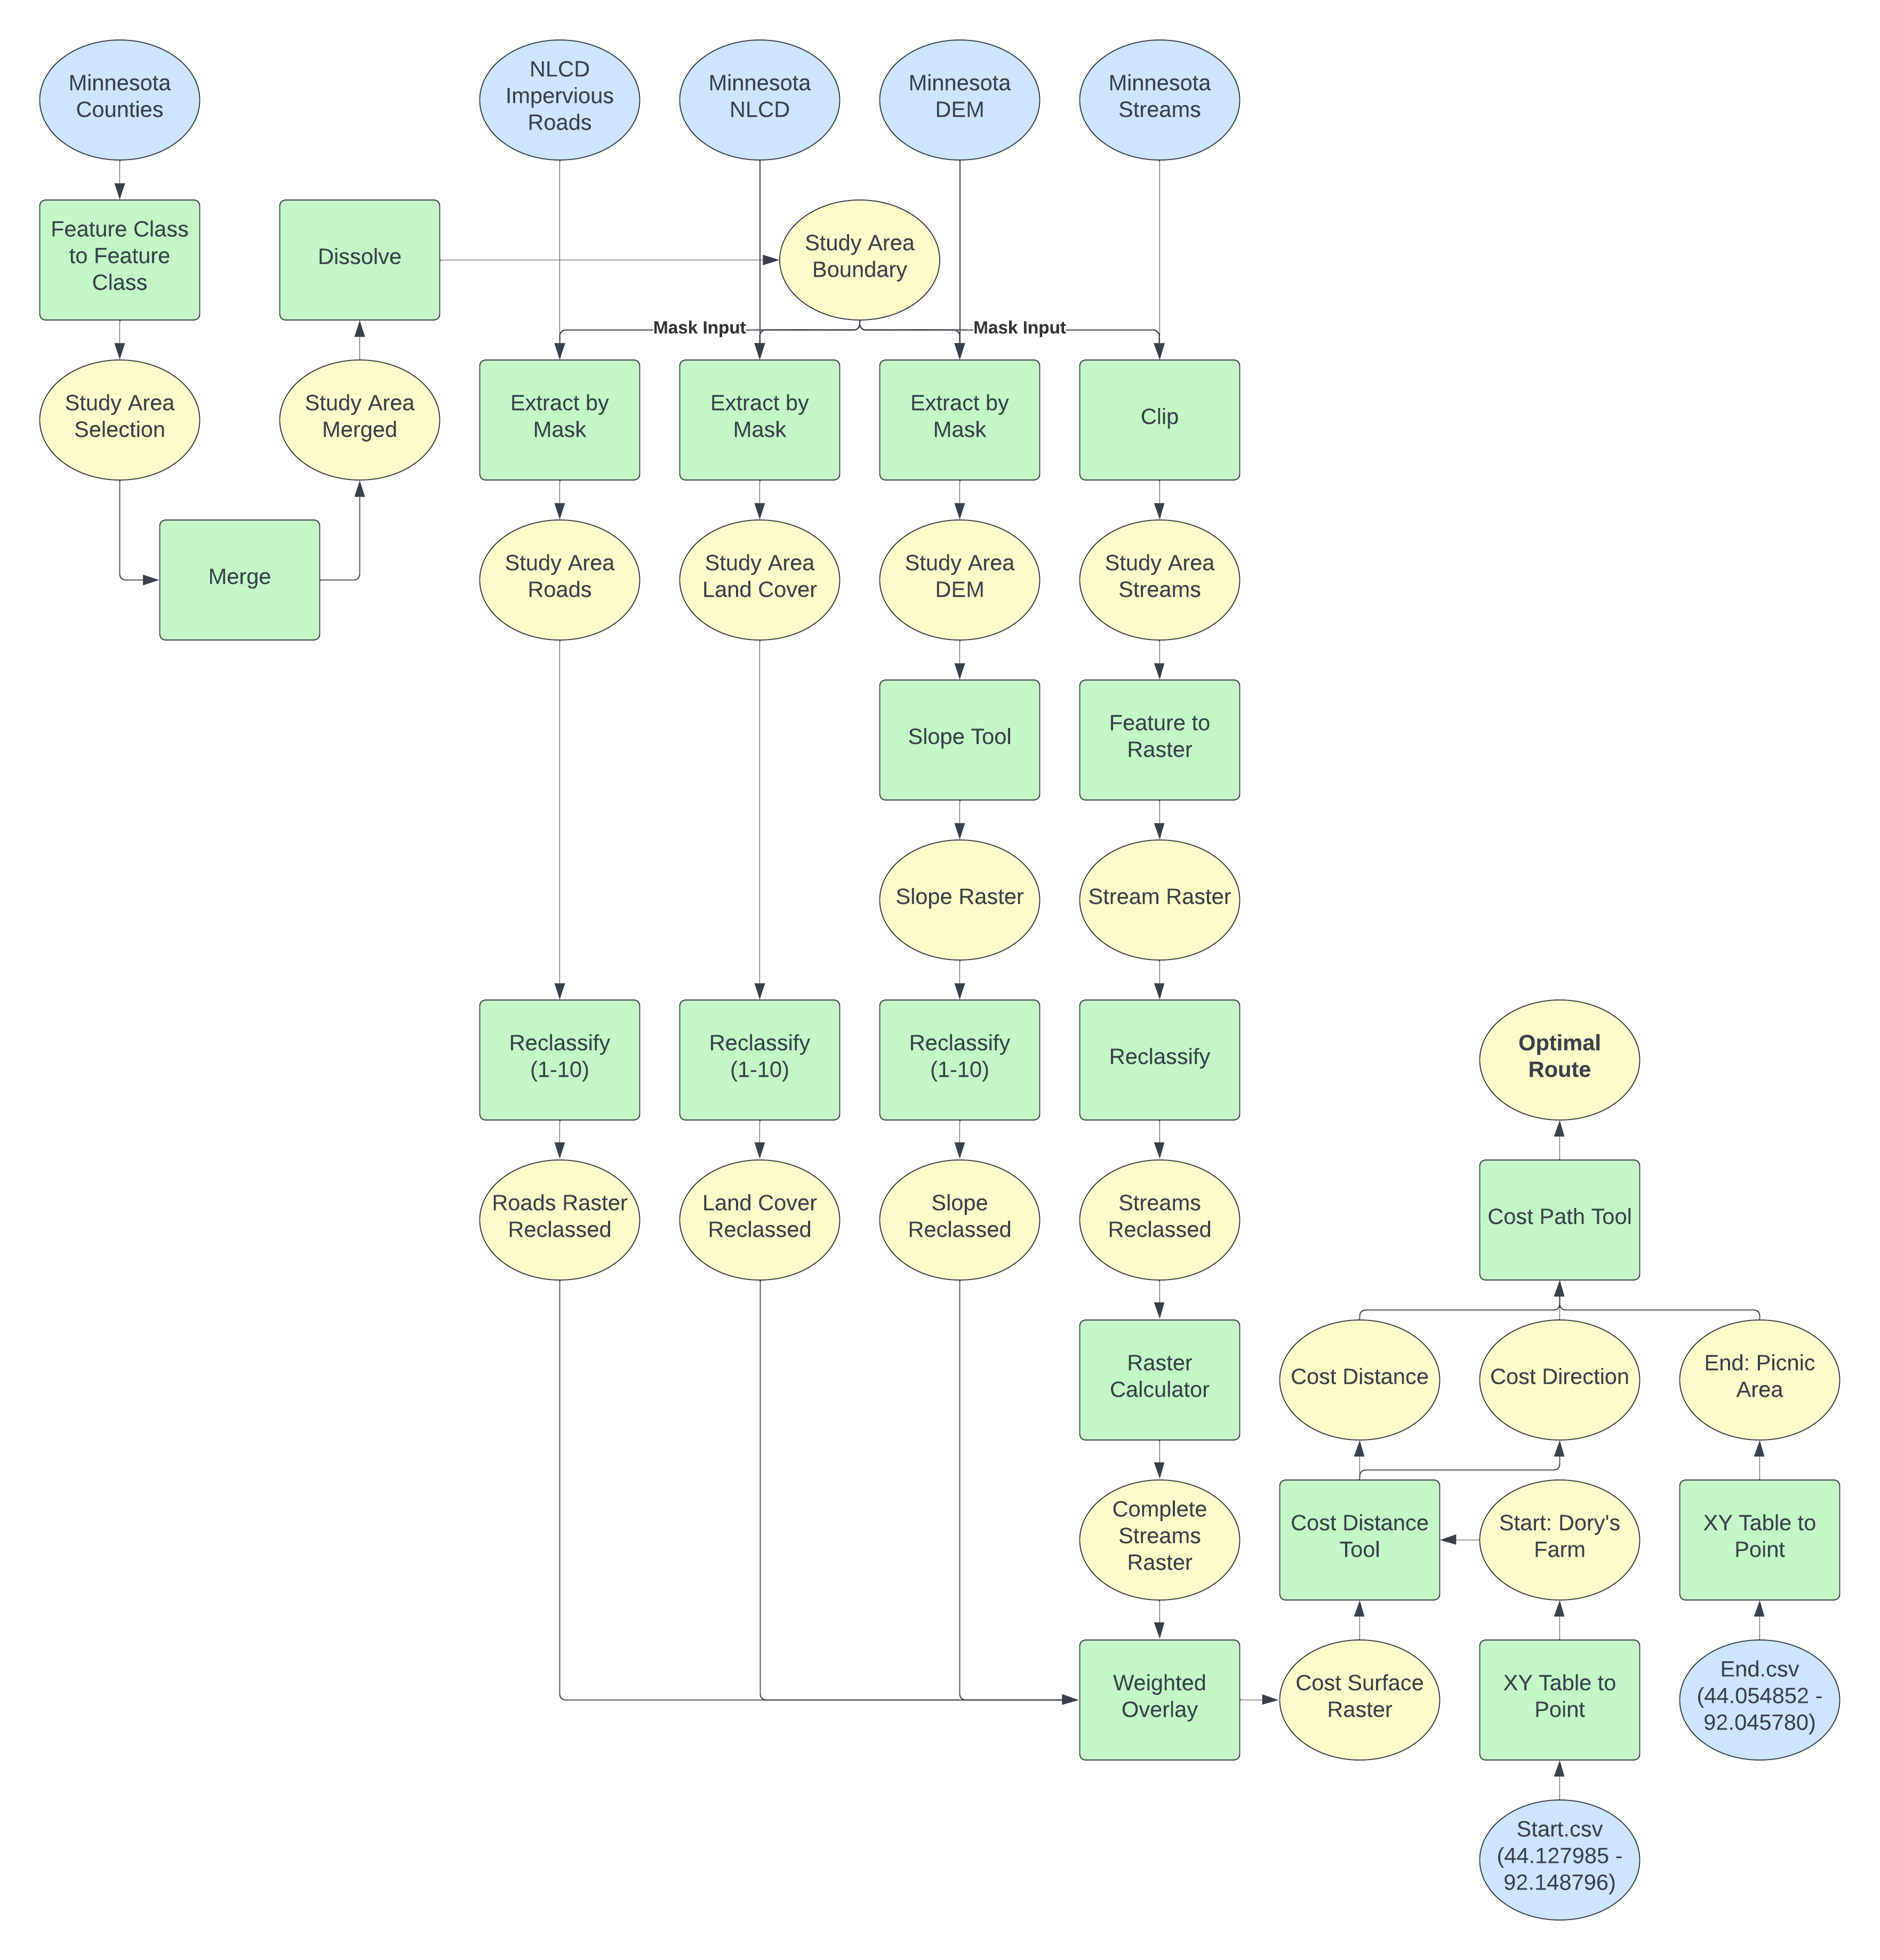 Minnesota
Counties
NLCD
Impervious
Roads
Minnesota
NLCD
Minnesota
DEM
Minnesota
Streams
Feature Class
to Feature
Class
Dissolve
Study Area
Boundary
Mask Input
Mask Input
Study Area
Selection
Study Area
Merged
Extract by
Mask
Extract by
Mask
Extract by
Mask
Clip
Merge
Study Area
Roads
Study Area
Land Cover
Study Area
DEM
Study Area
Streams
Slope Tool
Feature to
Raster
Slope Raster
Stream Raster
Reclassify
(1-10)
Reclassify
(1-10)
Reclassify
(1-10)
Reclassify
Optimal
Route
Roads Raster
Reclassed
Land Cover
Reclassed
Slope
Reclassed
Streams
Reclassed
Cost Path Tool
Raster
Calculator
Cost Distance
Cost Direction
End: Picnic
Area
Complete
Streams
Raster
Cost Distance
Tool
Start: Dory's
Farm
XY Table to
Point
Weighted
Overlay
Cost Surface
Raster
XY Table to
Point
End.csv
(44.054852 -
92.045780)
Start.csv
(44.127985 -
92.148796)